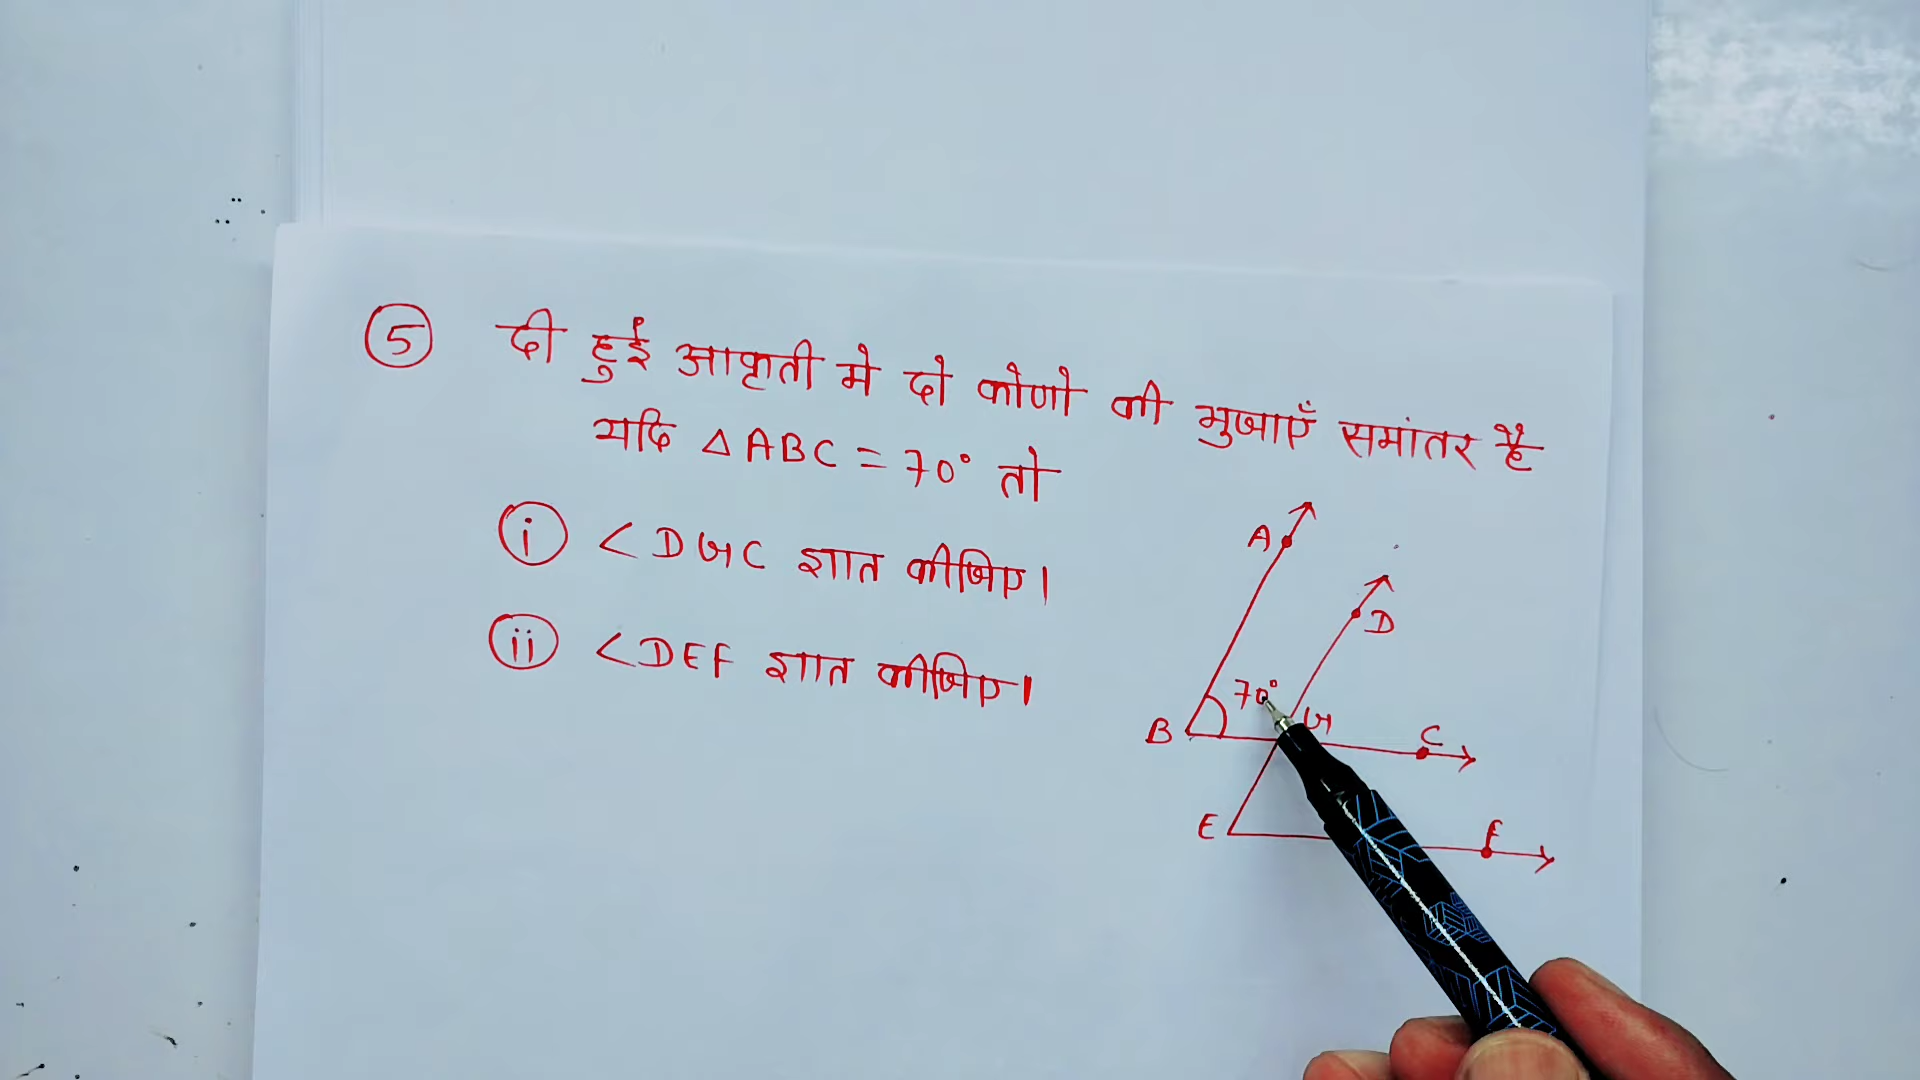 5 दी हुई आकृती मे दो कोणो की भुजाएँ समांतर है
यदि △ABC = 70° तो
i <DGC ज्ञात कीजिए।
ii <DEF ज्ञात कीजिए।
A
D
70°
B
G
C
E
F